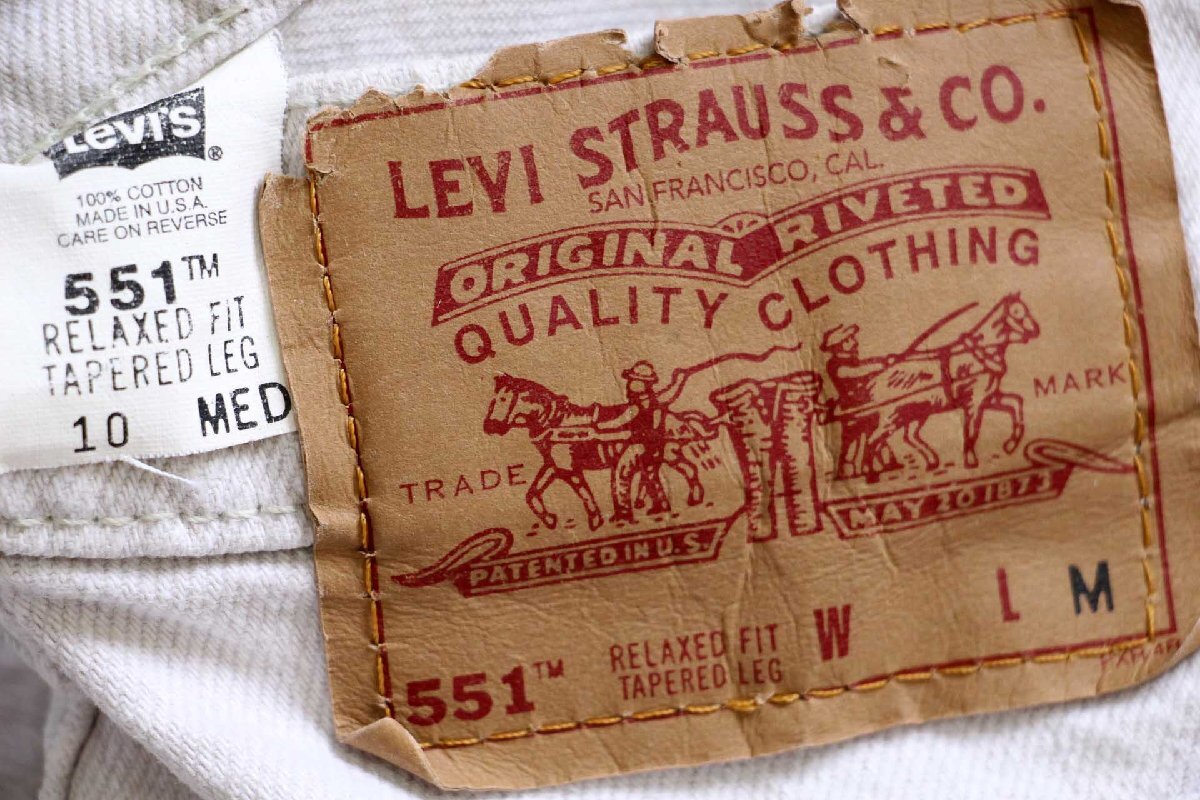 Levi's®
100% COTTON
MADE IN U.S.A.
CARE ON REVERSE
551™
RELAXED FIT
TAPERED LEG
10 MED
LEVI STRAUSS & CO.
SAN FRANCISCO, CAL.
ORIGINAL RIVETED
QUALITY CLOTHING
TRADE MARK
PATENTED IN U.S. MAY 20 1873
551™ RELAXED FIT W L M
TAPERED LEG